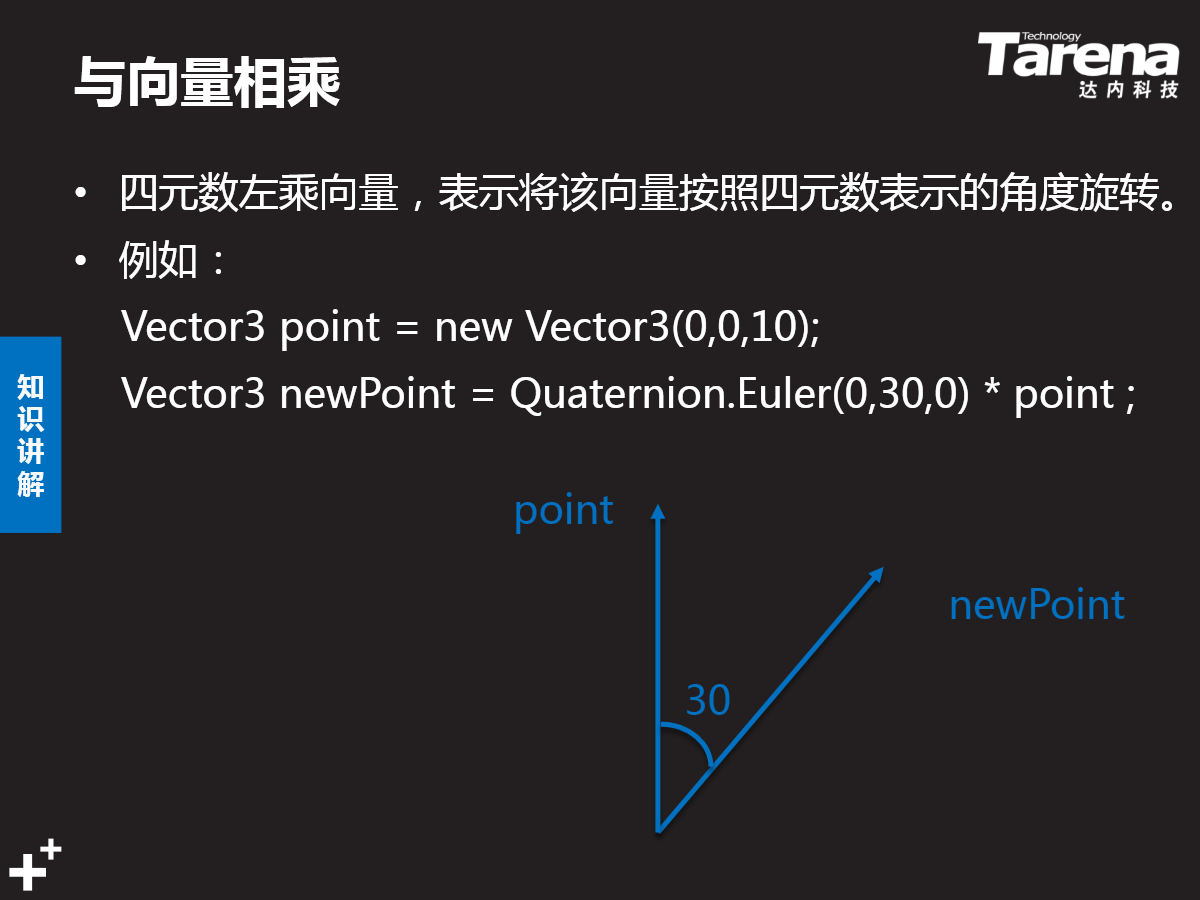 Technology
Tarena
达内科技
与向量相乘
• 四元数左乘向量，表示将该向量按照四元数表示的角度旋转。
• 例如：
Vector3 point = new Vector3(0,0,10);
Vector3 newPoint = Quaternion.Euler(0,30,0) * point ;
知识讲解
point
newPoint
30